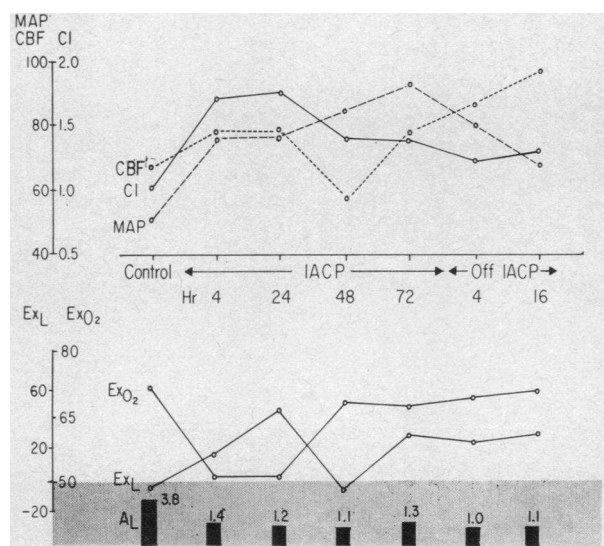 MAP
CBF CI
100 2.0
80 1.5
CBF
60 1.0
CI
MAP
40 0.5
Control IACP Off IACP
Hr 4 24 48 72 4 16
ExL ExO2
80
60 ExO2
65
20
50 ExL
-20
3.8
AL 1.4 1.2 1.1 1.3 1.0 1.1